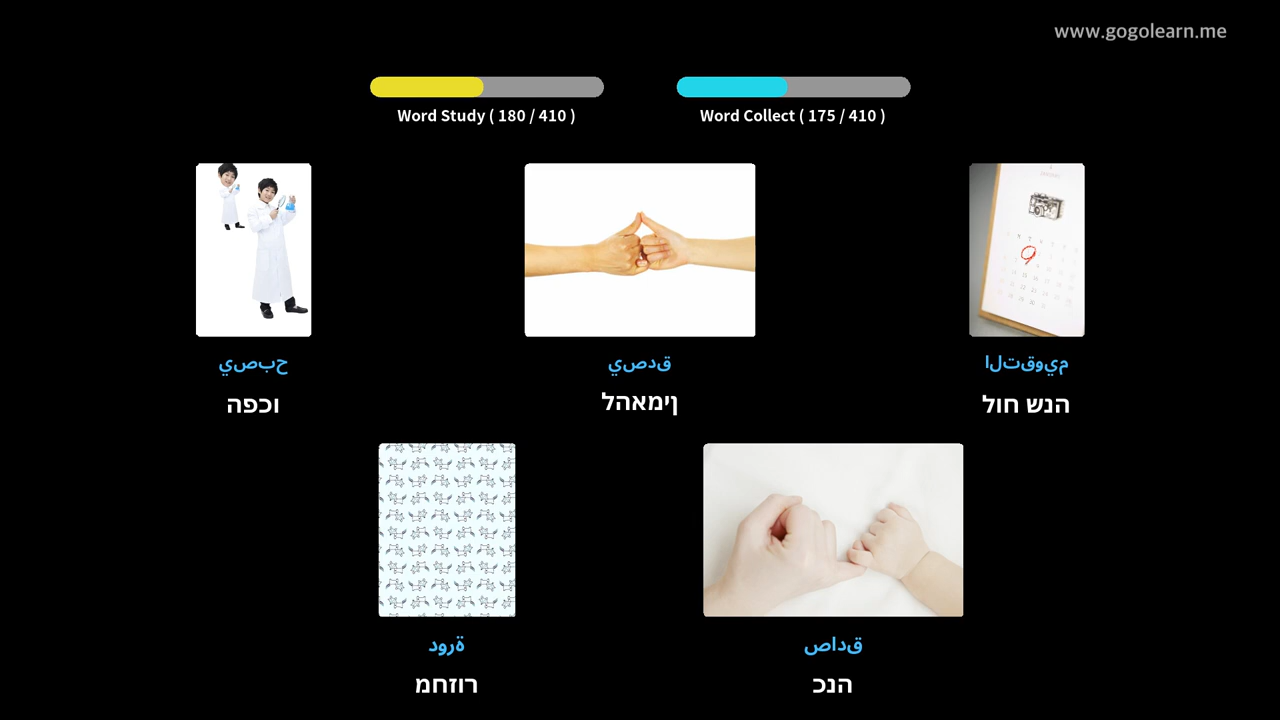 www.gogolearn.me
Word Study ( 180 / 410 )
Word Collect ( 175 / 410 )
حبصي
וכפה
قدصي
ןימאהל
ميوقتلا
הנש חול
ةرود
רוזחמ
قداص
הנכ